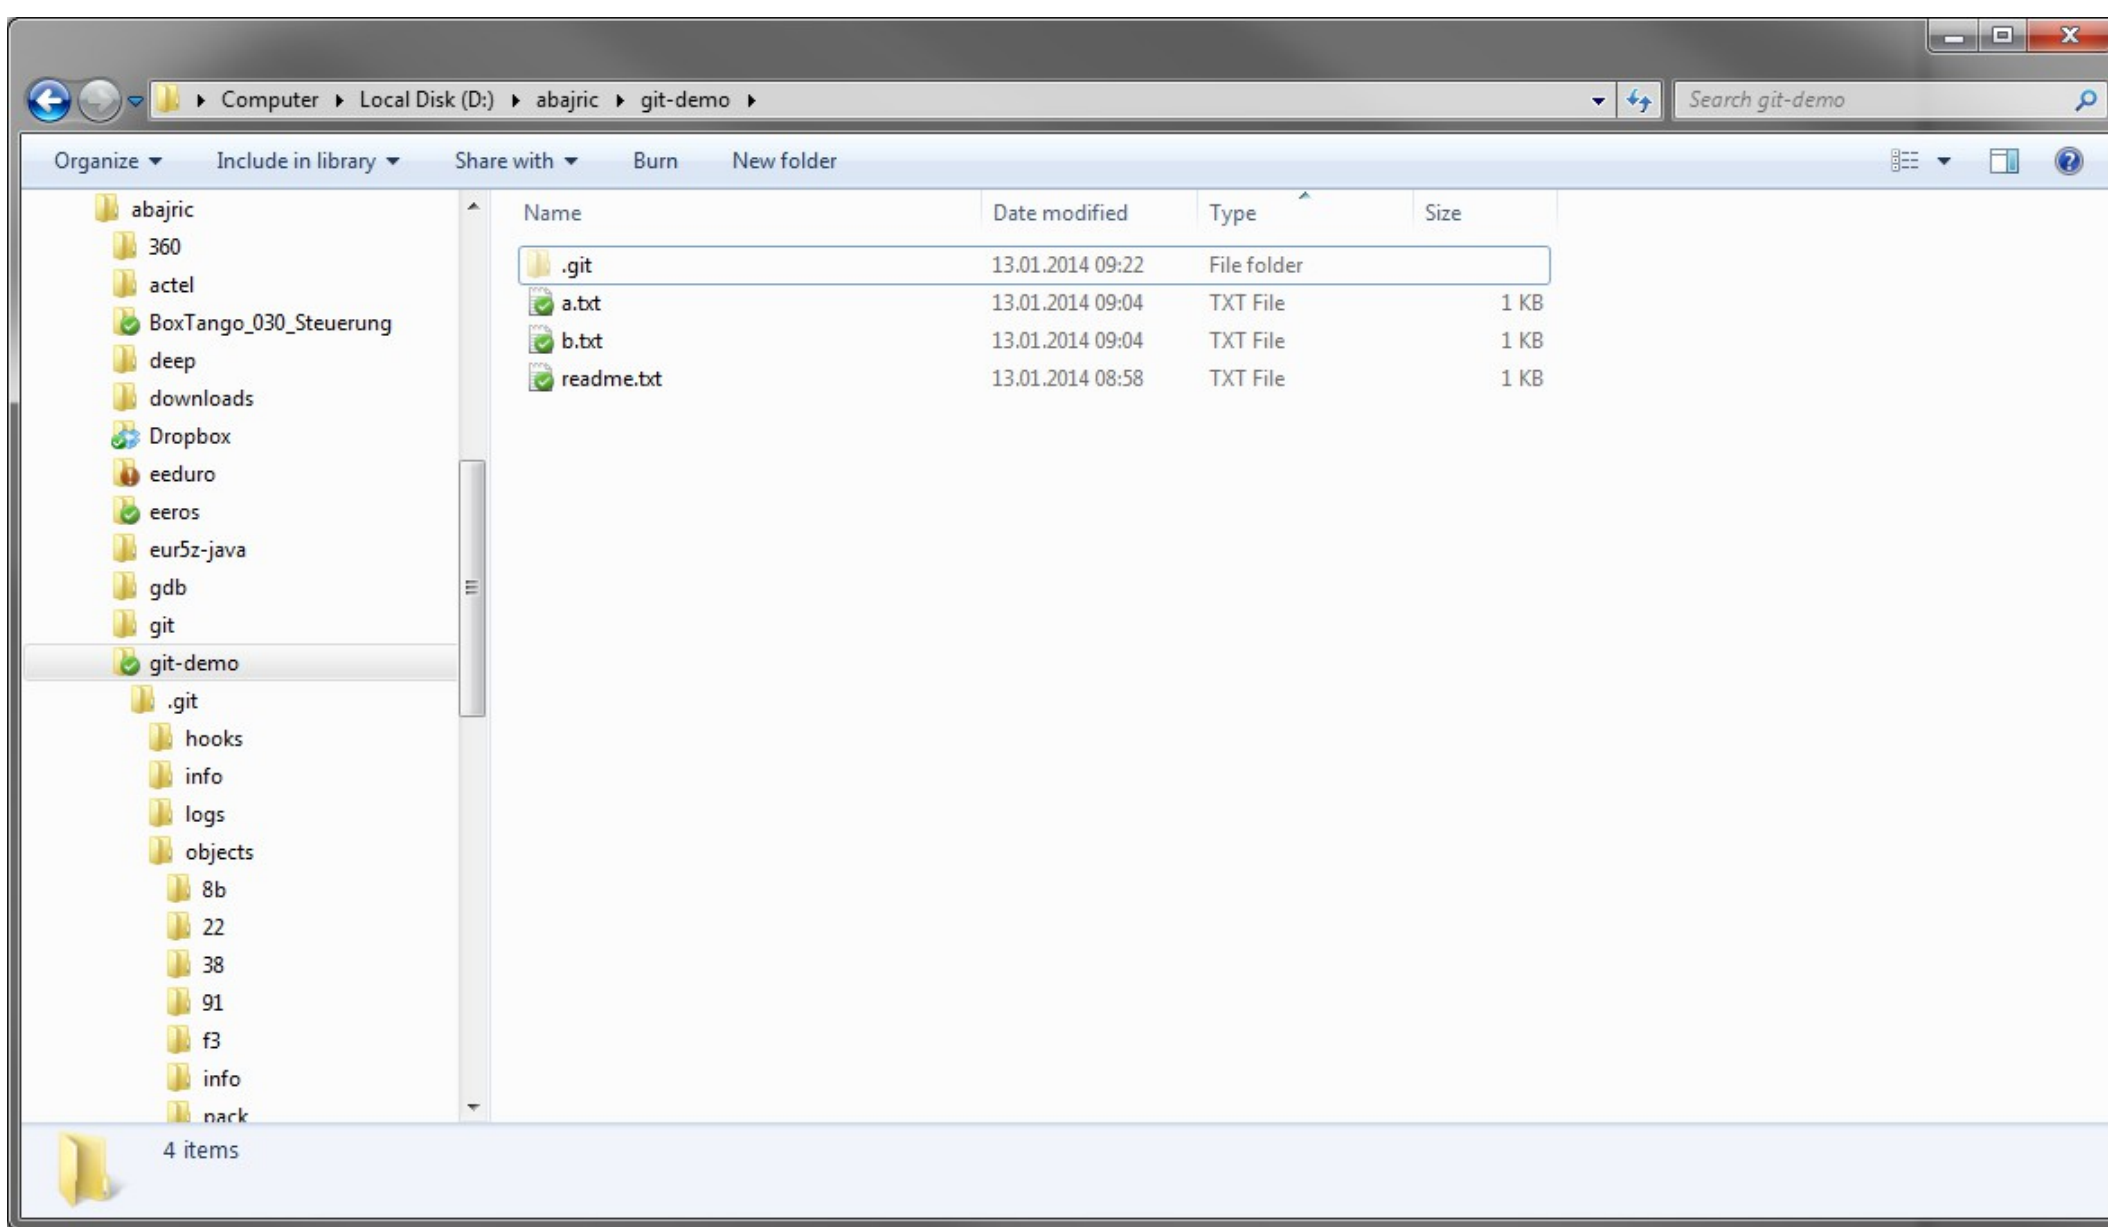 Computer Local Disk (D:) abajric git-demo
Search git-demo
Organize Include in library Share with Burn New folder
abajric
360
actel
BoxTango_030_Steuerung
deep
downloads
Dropbox
eeduro
eeros
eur5z-java
gdb
git
git-demo
.git
hooks
info
logs
objects
8b
22
38
91
f3
info
pack
Name Date modified Type Size
.git 13.01.2014 09:22 File folder
a.txt 13.01.2014 09:04 TXT File 1 KB
b.txt 13.01.2014 09:04 TXT File 1 KB
readme.txt 13.01.2014 08:58 TXT File 1 KB
4 items